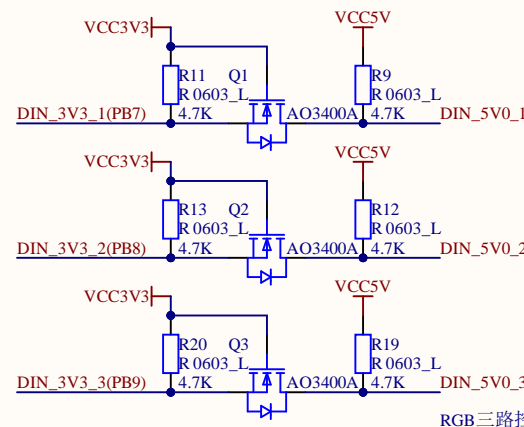 VCC3V3
VCC5V
R11 Q1 R9
R 0603_L R 0603_L
DIN_3V3_1(PB7) 4.7K AO3400A 4.7K DIN_5V0_1
VCC3V3
VCC5V
R13 Q2 R12
R 0603_L R 0603_L
DIN_3V3_2(PB8) 4.7K AO3400A 4.7K DIN_5V0_2
VCC3V3
VCC5V
R20 Q3 R19
R 0603_L R 0603_L
DIN_3V3_3(PB9) 4.7K AO3400A 4.7K DIN_5V0_3
RGB三路控